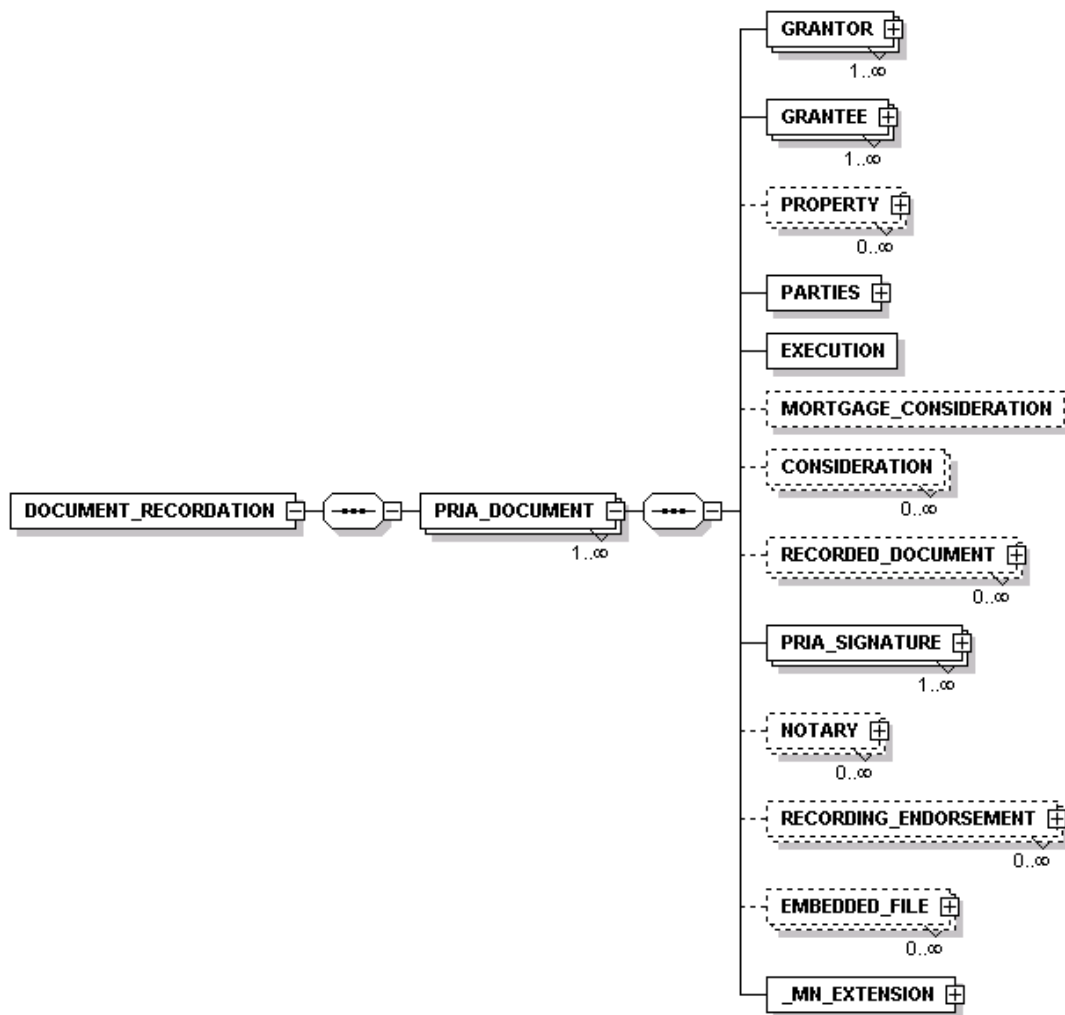 GRANTOR
1..∞
GRANTEE
1..∞
PROPERTY
0..∞
PARTIES
EXECUTION
MORTGAGE_CONSIDERATION
CONSIDERATION
0..∞
DOCUMENT_RECORDATION
PRIA_DOCUMENT
1..∞
RECORDED_DOCUMENT
0..∞
PRIA_SIGNATURE
1..∞
NOTARY
0..∞
RECORDING_ENDORSEMENT
0..∞
EMBEDDED_FILE
0..∞
_MN_EXTENSION